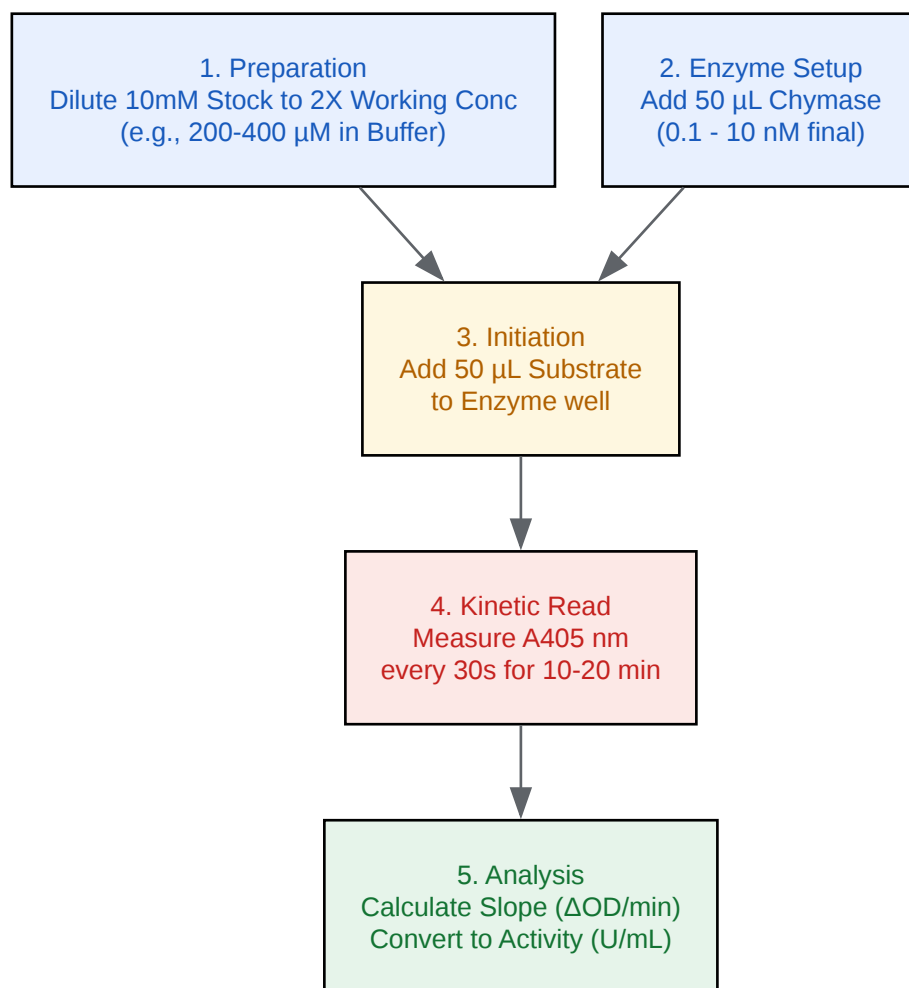 1. Preparation
Dilute 10mM Stock to 2X Working Conc
(e.g., 200-400 µM in Buffer)
2. Enzyme Setup
Add 50 µL Chymase
(0.1 - 10 nM final)
3. Initiation
Add 50 µL Substrate
to Enzyme well
4. Kinetic Read
Measure A405 nm
every 30s for 10-20 min
5. Analysis
Calculate Slope (ΔOD/min)
Convert to Activity (U/mL)